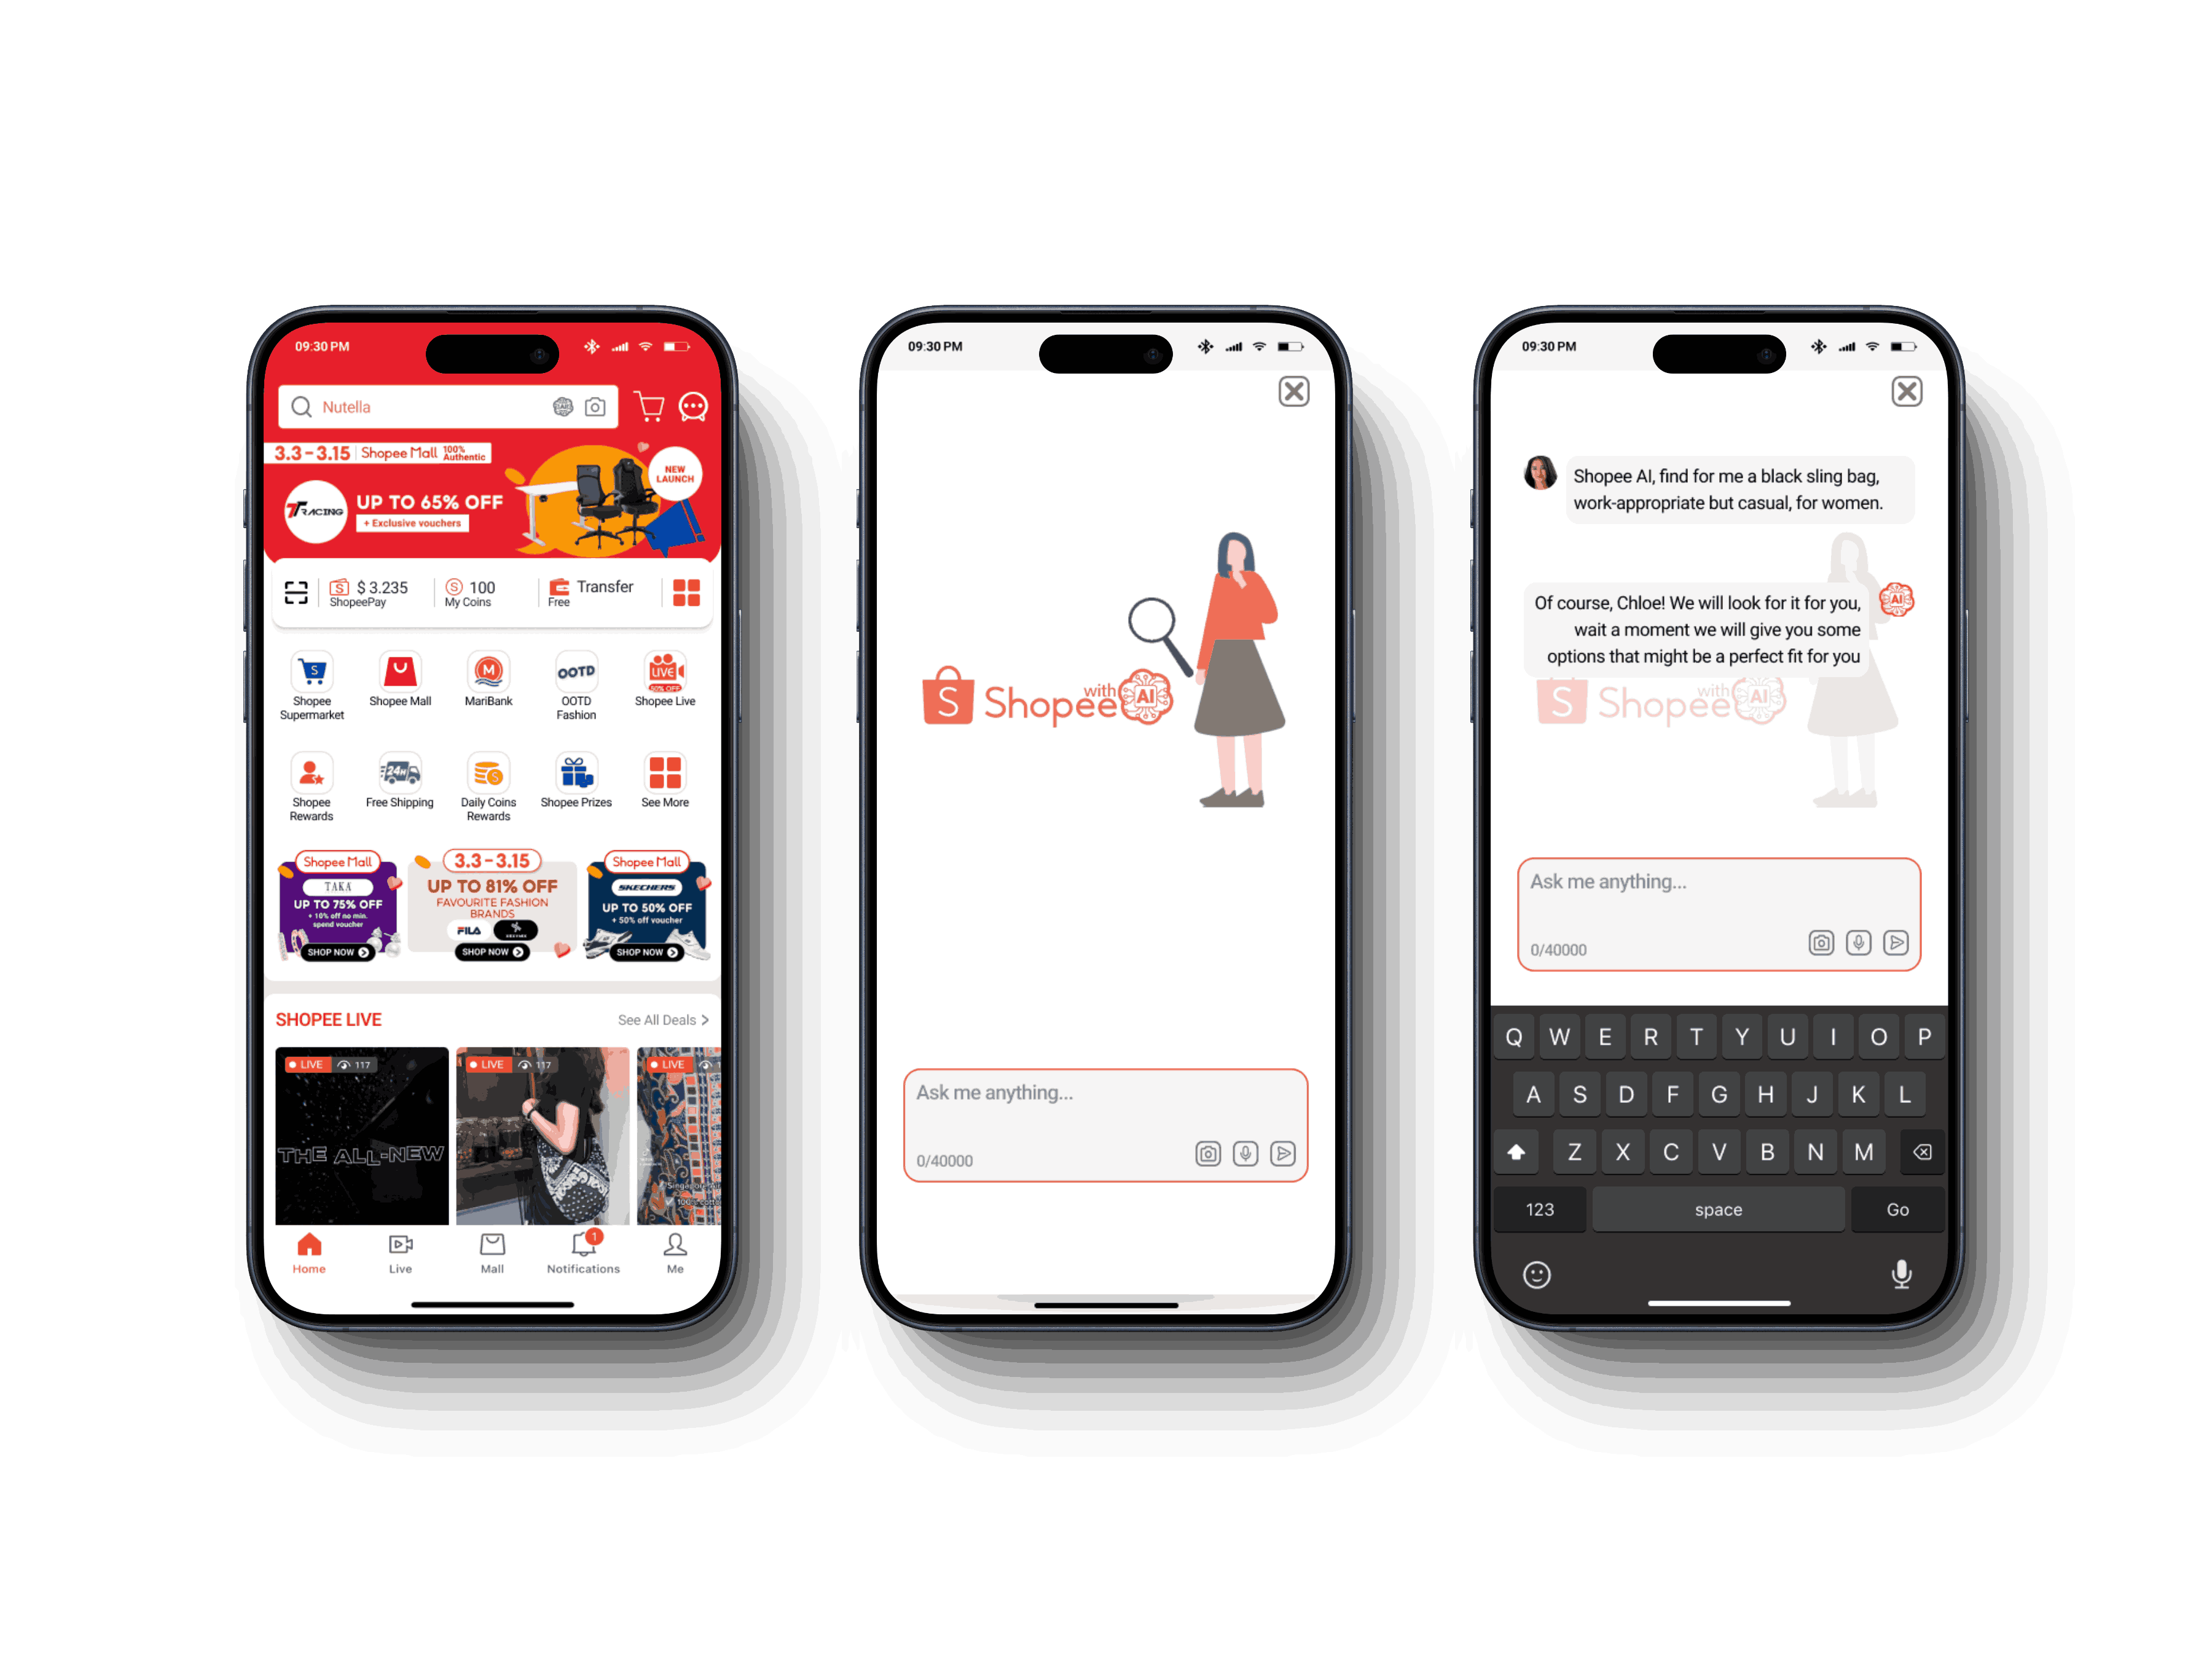 09:30 PM
Nutella
3.3 - 3.15 Shopee Mall 100% Authentic
NEW LAUNCH
TTRACING
UP TO 65% OFF
+ Exclusive vouchers
$ 3.235
ShopeePay
100
My Coins
Transfer
Free
Shopee Supermarket
Shopee Mall
MariBank
OOTD
OOTD Fashion
LIVE
50% OFF
Shopee Live
Shopee Rewards
24H
Free Shipping
Daily Coins Rewards
Shopee Prizes
See More
Shopee Mall
TAKA
UP TO 75% OFF
+ 10% off no min.
spend voucher
SHOP NOW
3.3 - 3.15
UP TO 81% OFF
FAVOURITE FASHION
BRANDS
FILA
SHOP NOW
Shopee Mall
SKECHERS
UP TO 50% OFF
+ 50% off voucher
SHOP NOW
SHOPEE LIVE
See All Deals >
LIVE 117
LIVE 117
LIVE
THE ALL-NEW
Home
Live
Mall
1
Notifications
Me
09:30 PM
S Shopee with AI
Ask me anything...
0/40000
09:30 PM
Shopee AI, find for me a black sling bag,
work-appropriate but casual, for women.
Of course, Chloe! We will look for it for you,
wait a moment we will give you some
options that might be a perfect fit for you
AI
S Shopee with AI
Ask me anything...
0/40000
Q W E R T Y U I O P
A S D F G H J K L
Z X C V B N M
123 space Go